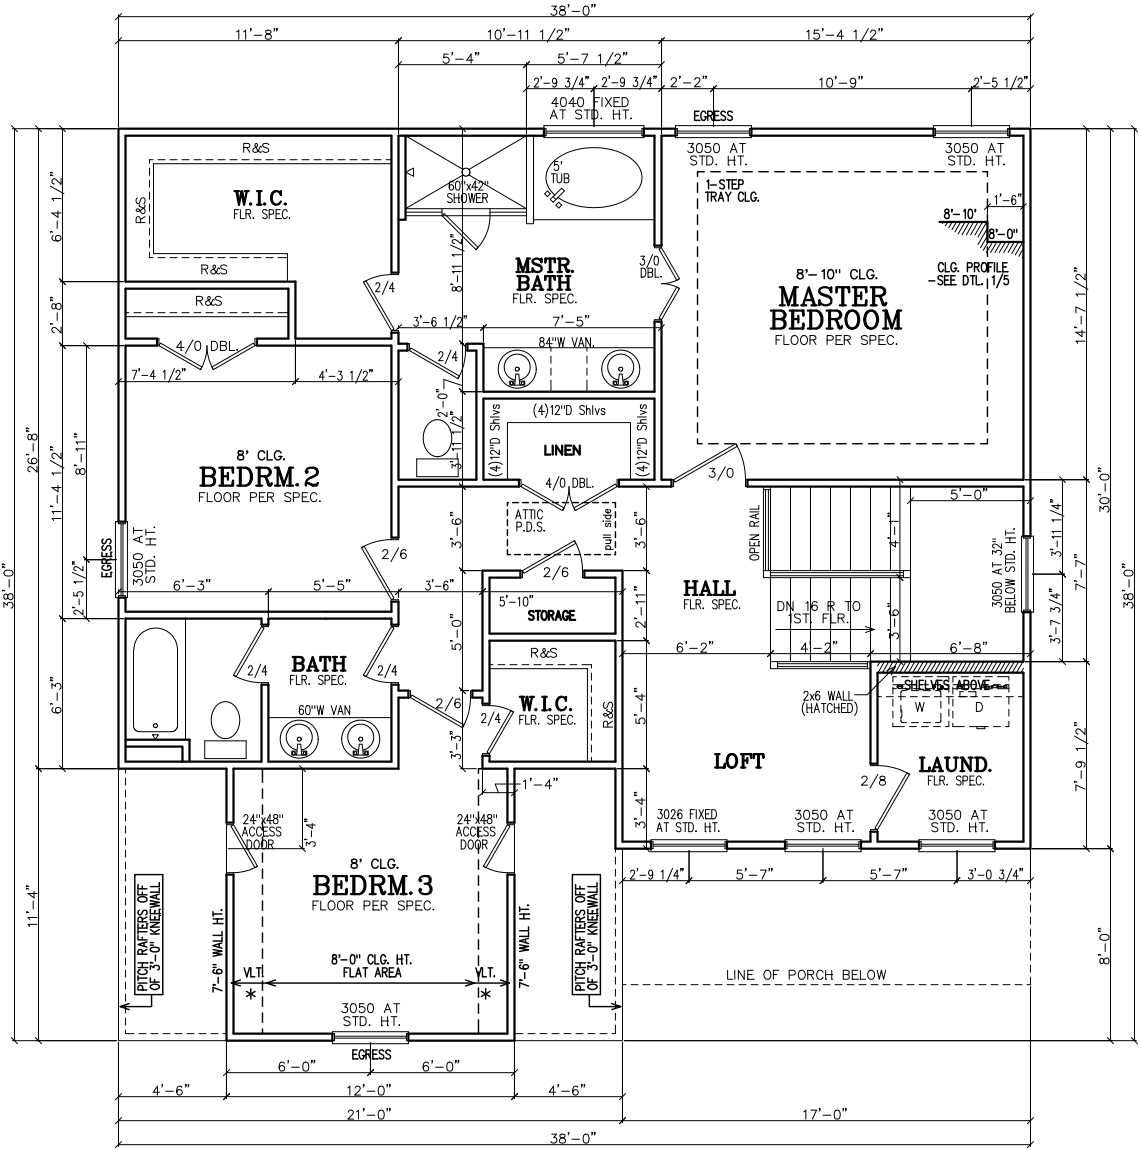 38'-0"
11'-8"
10'-11 1/2"
15'-4 1/2"
5'-4"
5'-7 1/2"
2'-9 3/4"
2'-9 3/4"
2'-2"
10'-9"
2'-5 1/2"
4040 FIXED
AT STD. HT.
EGRESS
3050 AT
STD. HT.
3050 AT
STD. HT.
R&S
R&S
W.I.C.
FLR. SPEC.
R&S
6'-4 1/2"
60"x42"
SHOWER
5'
TUB
1-STEP
TRAY CLG.
1'-6"
8'-10'
8'-0"
CLG. PROFILE
-SEE DTL. 1/5
3/0
DBL.
MSTR.
BATH
FLR. SPEC.
8'-11 1/2"
8'-10" CLG.
MASTER
BEDROOM
FLOOR PER SPEC.
14'-7 1/2"
2/4
R&S
2'-8"
4/0 DBL.
3'-6 1/2"
7'-5"
84"W VAN.
2/4
7'-4 1/2"
4'-3 1/2"
2'-0"
3'-11 1/2"
(4)12"D Shlvs
(4)12"D Shlvs
(4)12"D Shlvs
LINEN
4/0 DBL.
3/0
26'-8"
11'-4 1/2"
8'-11"
8' CLG.
BEDRM.2
FLOOR PER SPEC.
EGRESS
3050 AT
STD. HT.
2'-5 1/2"
ATTIC
P.D.S.
pull side
3'-6"
3'-6"
OPEN RAIL
4'-1"
5'-0"
3'-11 1/4"
30'-0"
2/6
2/6
6'-3"
5'-5"
3'-6"
5'-10"
STORAGE
2'-11"
HALL
FLR. SPEC.
DN 16 R TO
1ST. FLR.
3'-6"
3050 AT 32"
BELOW STD. HT.
7'-7"
3'-7 3/4"
38'-0"
38'-0"
6'-2"
4'-2"
6'-8"
2/4
BATH
FLR. SPEC.
2/4
5'-0"
R&S
R&S
W.I.C.
FLR. SPEC.
2/4
2/6
5'-4"
6'-3"
60"W VAN
3'-3"
2x6 WALL
(HATCHED)
SHELVES ABOVE
W
D
LOFT
LAUND.
FLR. SPEC.
2/8
7'-9 1/2"
1'-4"
24"x48"
ACCESS
DOOR
3'-4"
24"x48"
ACCESS
DOOR
3'-4"
3026 FIXED
AT STD. HT.
3050 AT
STD. HT.
3050 AT
STD. HT.
8' CLG.
BEDRM.3
FLOOR PER SPEC.
2'-9 1/4"
5'-7"
5'-7"
3'-0 3/4"
11'-4"
PITCH RAFTERS OFF
OF 3'-0" KNEEWALL
7'-6" WALL HT.
7'-6" WALL HT.
PITCH RAFTERS OFF
OF 3'-0" KNEEWALL
8'-0" CLG. HT.
FLAT AREA
VLT.
*
VLT.
*
LINE OF PORCH BELOW
8'-0"
3050 AT
STD. HT.
EGRESS
6'-0"
6'-0"
4'-6"
12'-0"
4'-6"
21'-0"
17'-0"
38'-0"